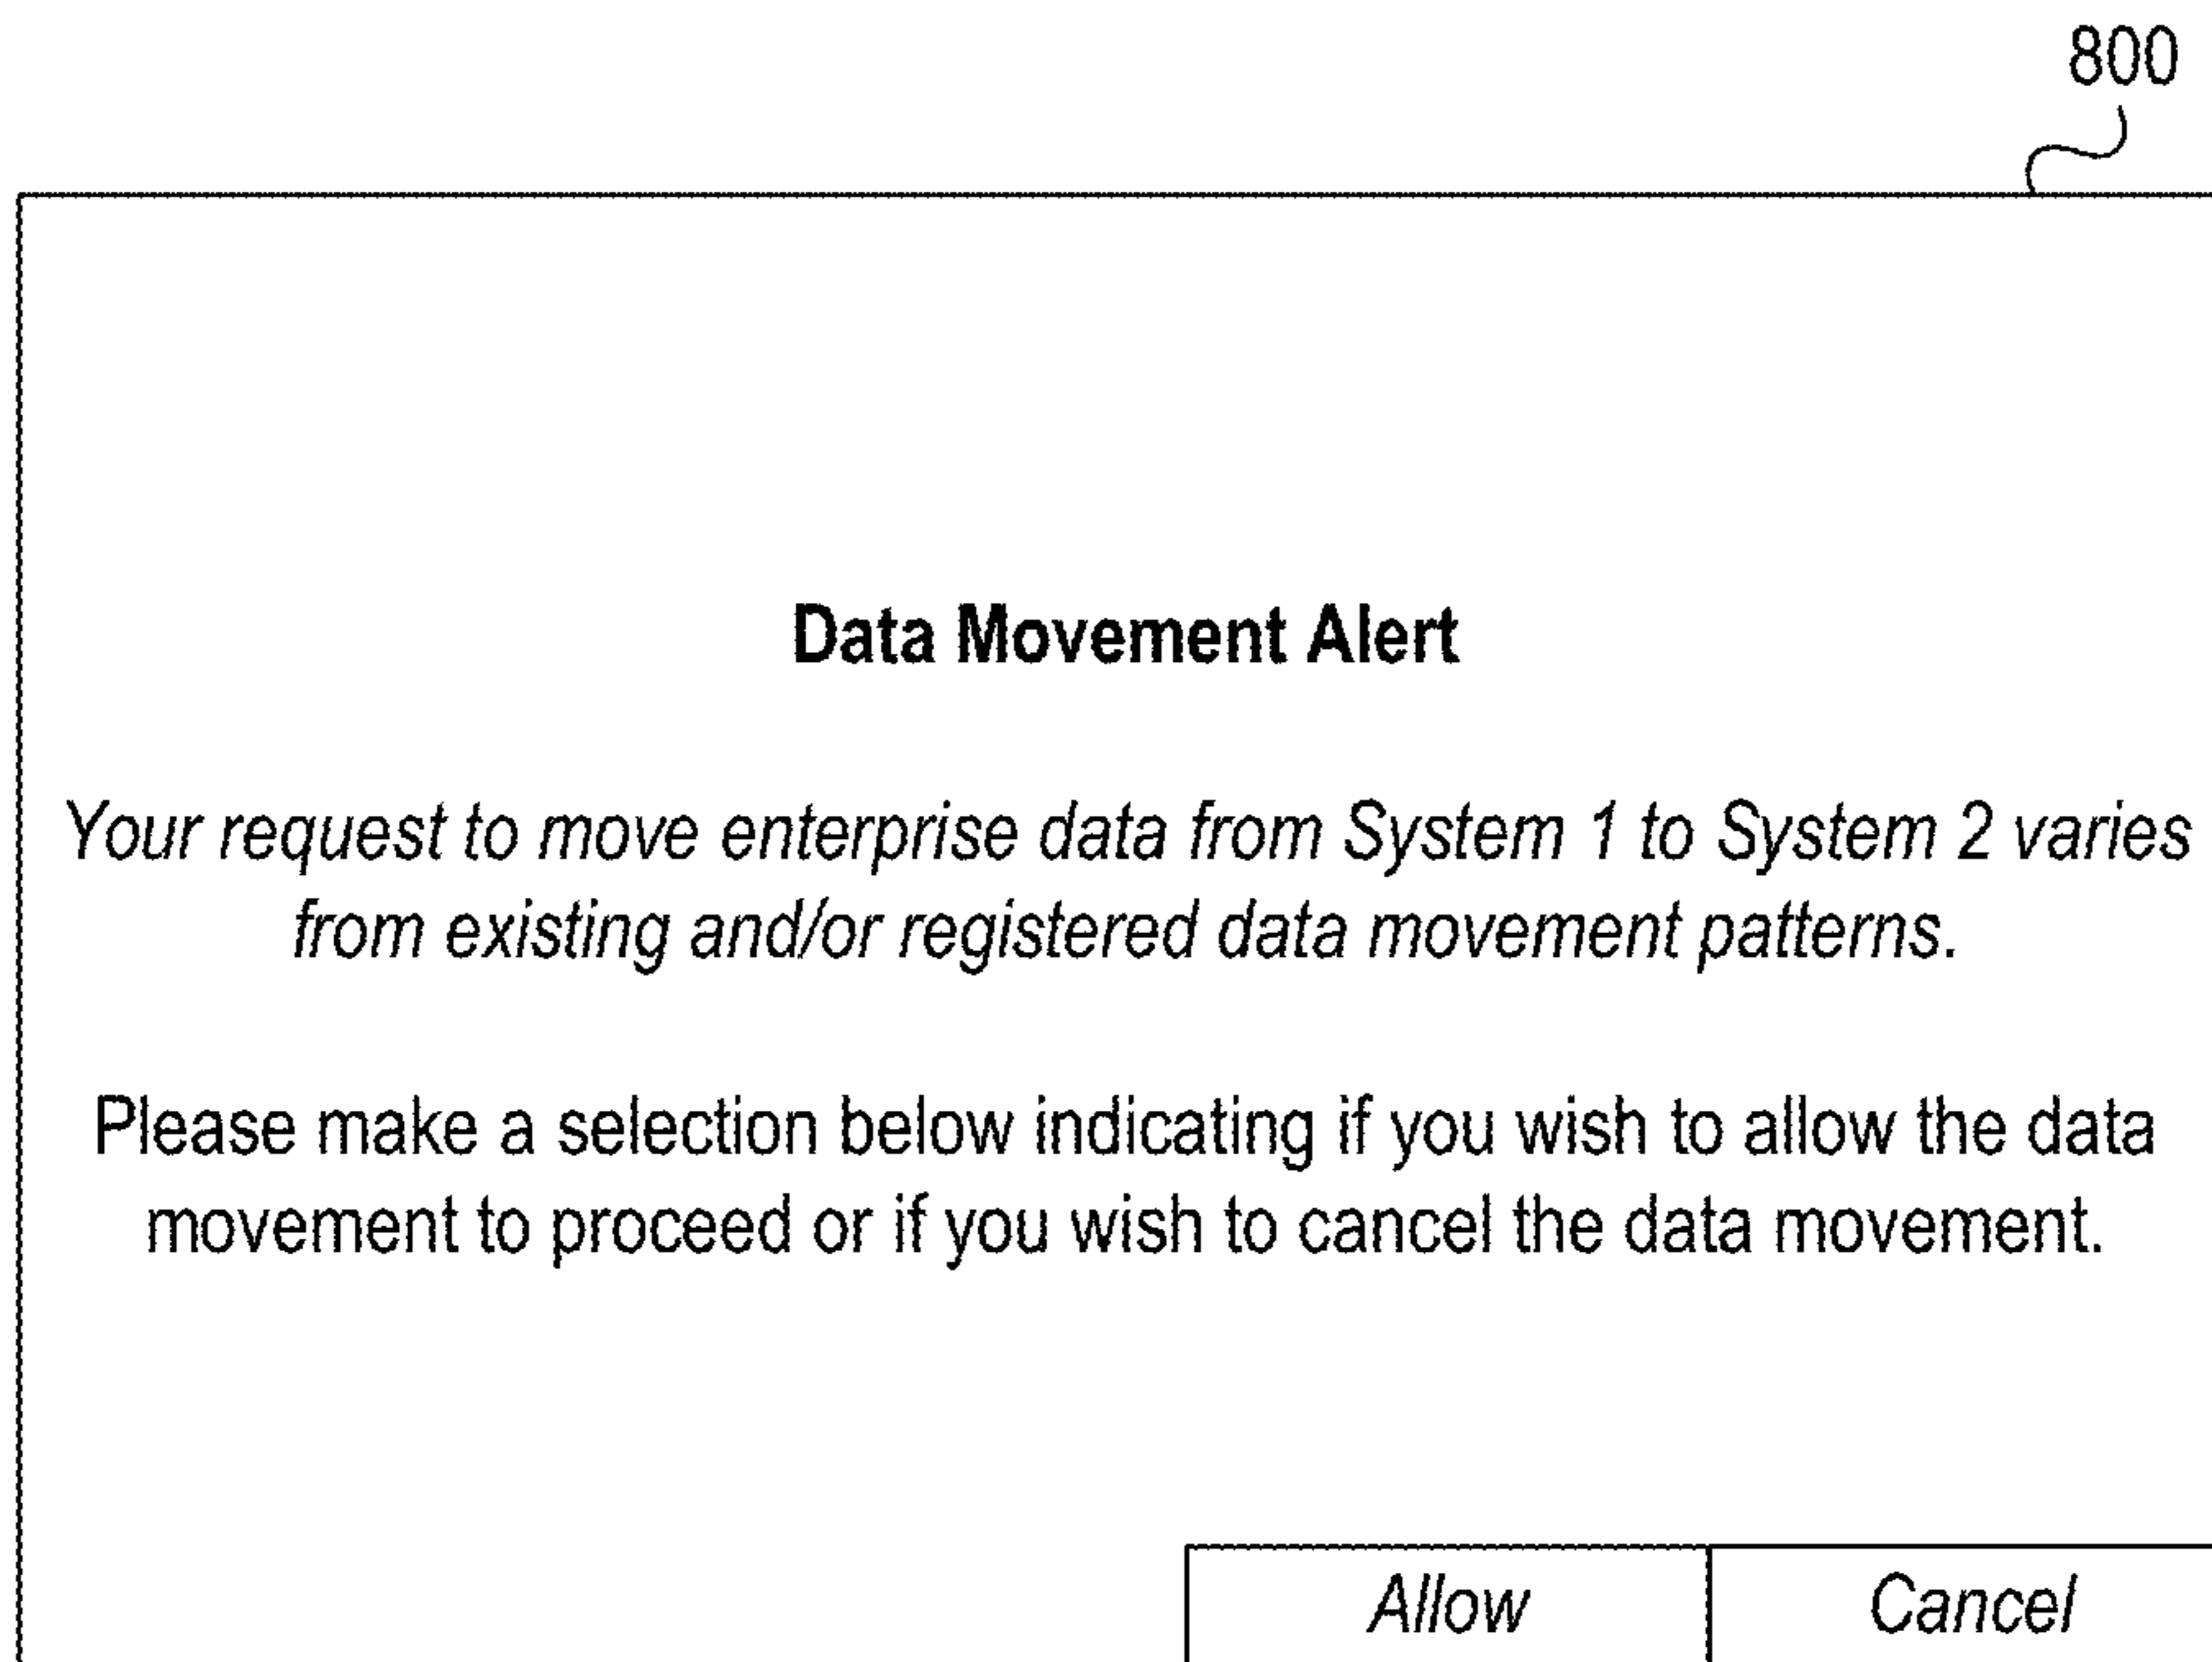 800
Data Movement Alert
Your request to move enterprise data from System 1 to System 2 varies
from existing and/or registered data movement patterns.
Please make a selection below indicating if you wish to allow the data
movement to proceed or if you wish to cancel the data movement.
Allow Cancel